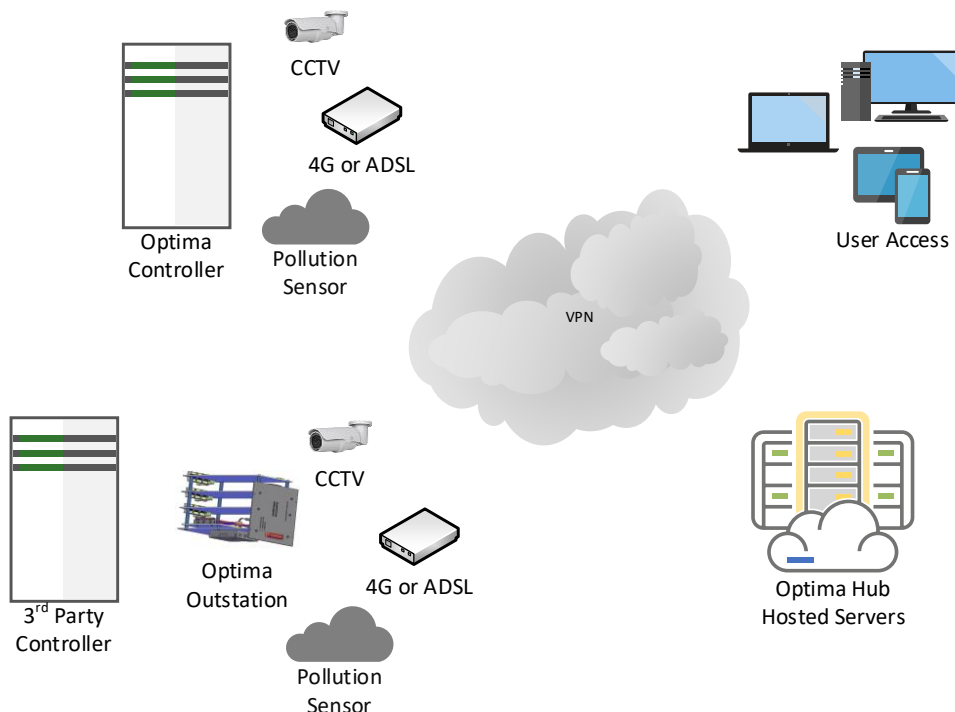 CCTV
4G or ADSL
Optima
Controller
Pollution
Sensor
User Access
VPN
CCTV
Optima
Outstation
4G or ADSL
3rd Party
Controller
Pollution
Sensor
Optima Hub
Hosted Servers